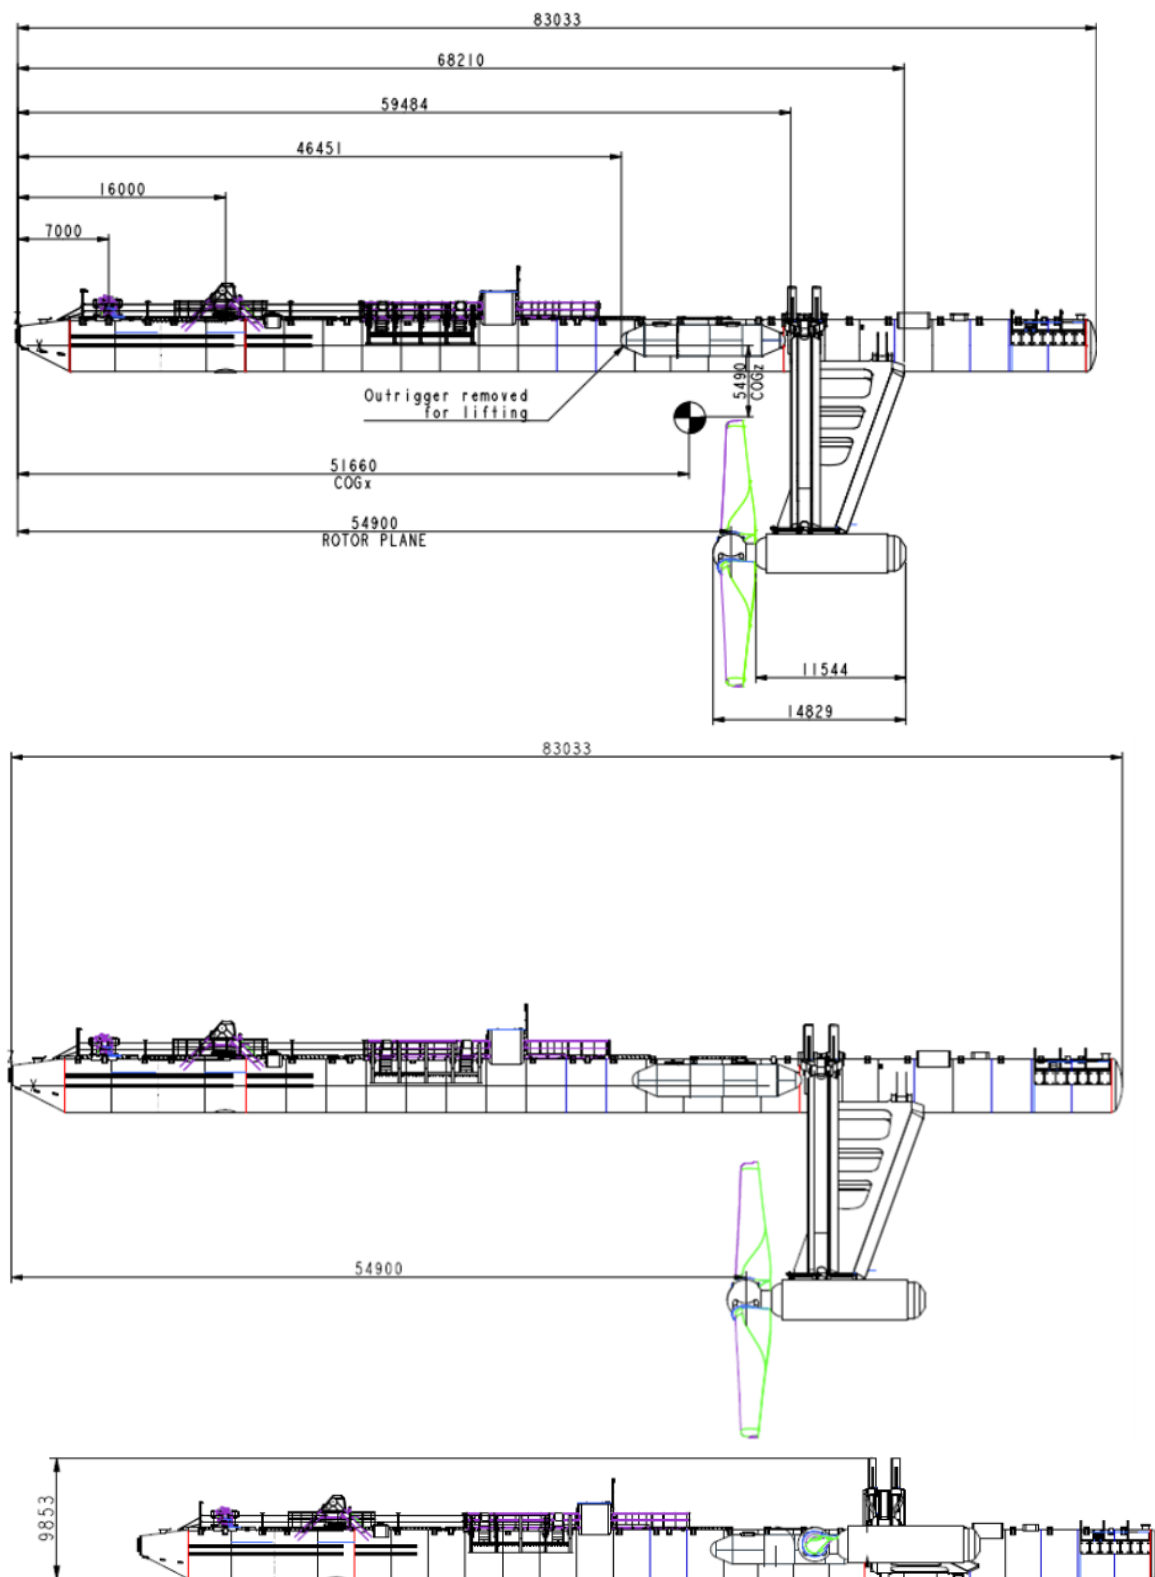 83033
68210
59484
46451
16000
7000
Outrigger removed
for lifting
5490
COGz
51660
COGx
54900
ROTOR PLANE
11544
14829
83033
Z
X
54900
9853